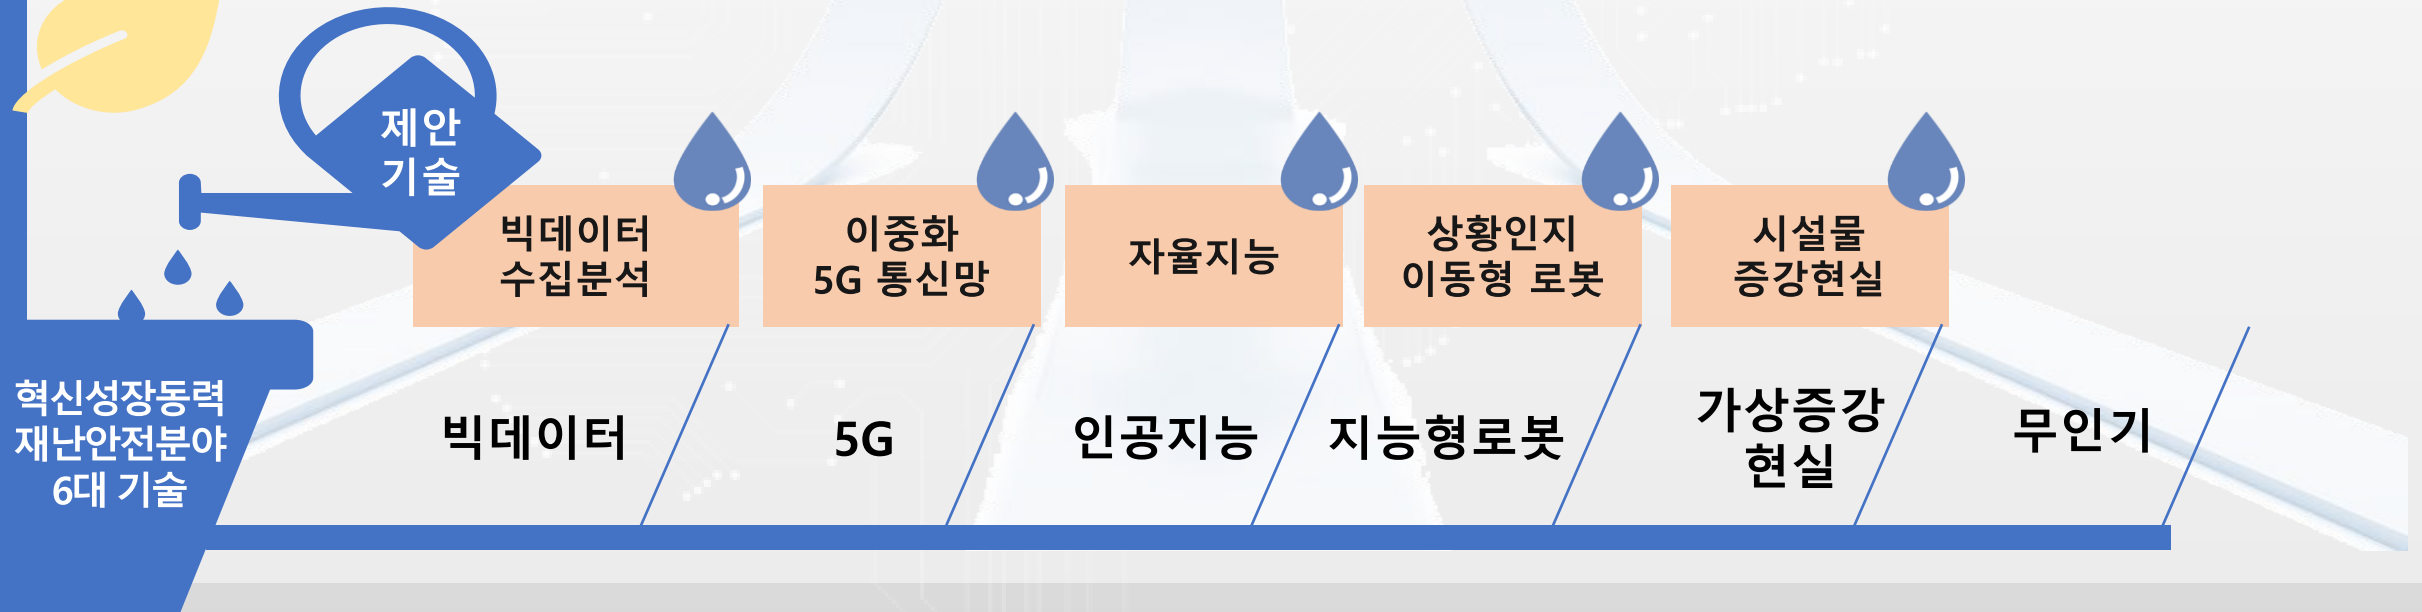 제안
기술
빅데이터
수집분석
이중화
5G 통신망
자율지능
상황인지
이동형 로봇
시설물
증강현실
혁신성장동력
재난안전분야
6대 기술
빅데이터
5G
인공지능
지능형로봇
가상증강
현실
무인기